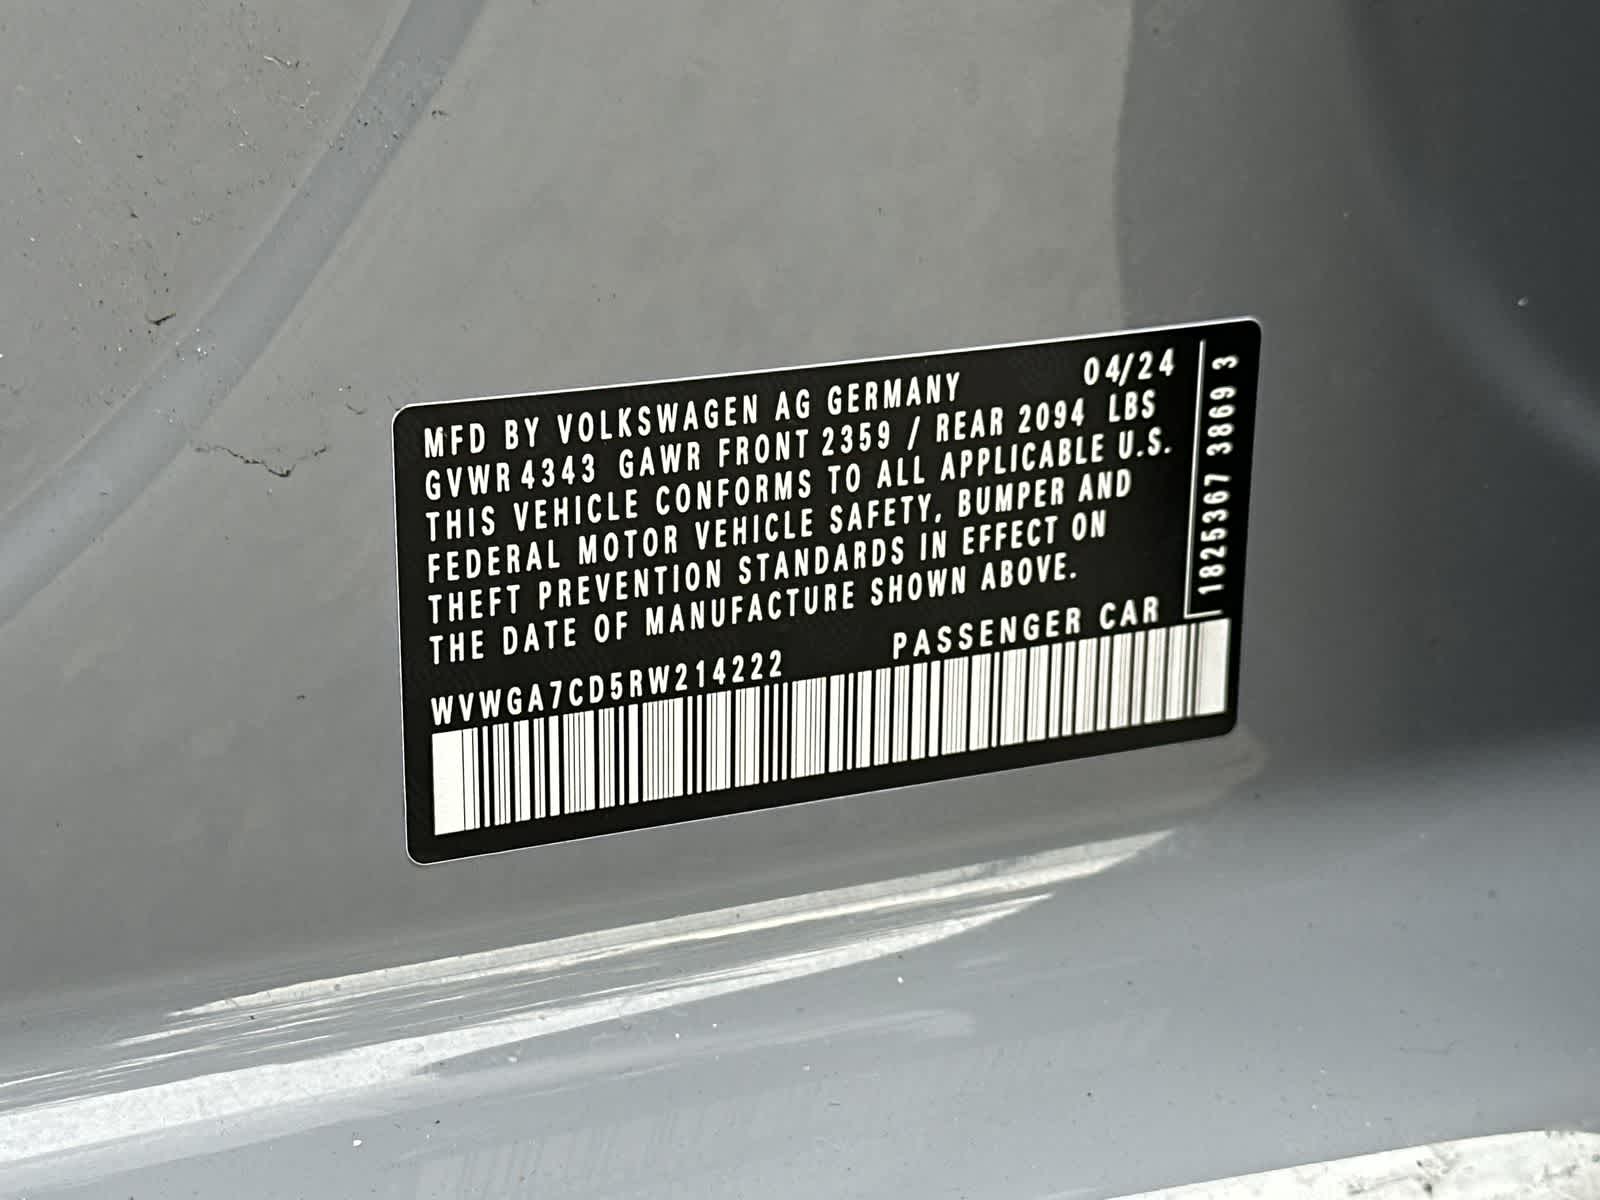 MFD BY VOLKSWAGEN AG GERMANY 04/24
GVWR 4343 GAWR FRONT 2359 / REAR 2094 LBS
THIS VEHICLE CONFORMS TO ALL APPLICABLE U.S.
FEDERAL MOTOR VEHICLE SAFETY, BUMPER AND
THEFT PREVENTION STANDARDS IN EFFECT ON
THE DATE OF MANUFACTURE SHOWN ABOVE.
WVWGA7CD5RW214222 PASSENGER CAR
1825367 3869 3